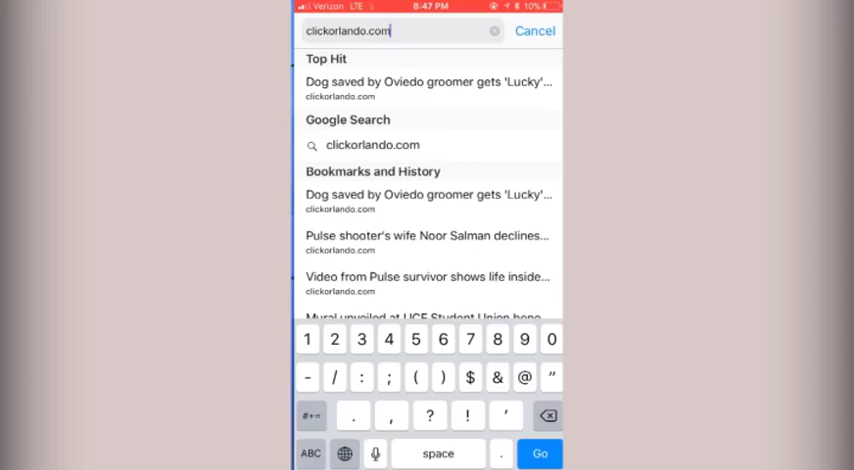 Verizon LTE 8:47 PM 10%
clickorlando.com Cancel
Top Hit
Dog saved by Oviedo groomer gets 'Lucky'...
clickorlando.com
Google Search
clickorlando.com
Bookmarks and History
Dog saved by Oviedo groomer gets 'Lucky'...
clickorlando.com
Pulse shooter's wife Noor Salman declines...
clickorlando.com
Video from Pulse survivor shows life inside...
clickorlando.com
Mural unveiled at UCF Student Union hono
1 2 3 4 5 6 7 8 9 0
- / : ; ( ) $ & @ "
#+= . , ? ! '
ABC space . Go